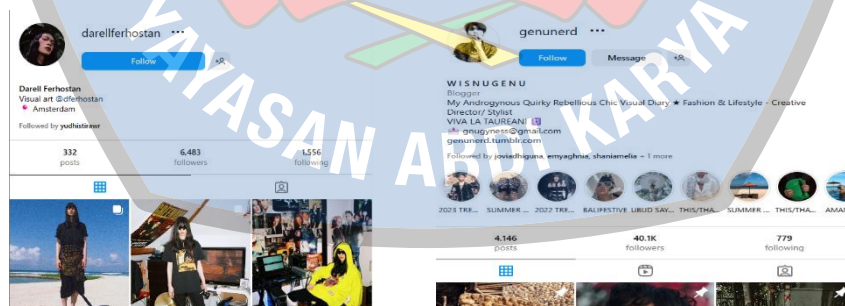 darellferhostan ...
Follow
Darell Ferhostan
Visual art @dferhostan
Amsterdam
Followed by yudhistirawr
332 posts
6,483 followers
1,556 following
genunerd ...
Follow
Message
W I S N U G E N U
Blogger
My Androgynous Quirky Rebellious Chic Visual Diary ★ Fashion & Lifestyle - Creative
Director/ Stylist
VIVA LA TAUREAN!
gnugyness@gmail.com
genunerd.tumblr.com
Followed by joviadhiguna, emyaghnia, shaniamelia + 1 more
2023 TRE...
SUMMER ...
2022 TRE...
BALIFESTIVE
UBUD SAY...
THIS/THA...
SUMMER ...
THIS/THA...
AMAN
4.146 posts
40.1K followers
779 following
YAYASAN ABDI KARYA